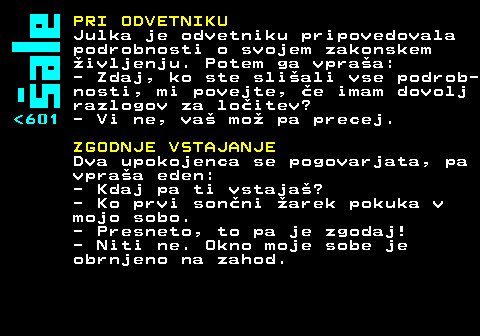 šale
<601
PRI ODVETNIKU
Julka je odvetniku pripovedovala
podrobnosti o svojem zakonskem
življenju. Potem ga vpraša:
- Zdaj, ko ste slišali vse podrob-
nosti, mi povejte, če imam dovolj
razlogov za ločitev?
- Vi ne, vaš mož pa precej.
ZGODNJE VSTAJANJE
Dva upokojenca se pogovarjata, pa
vpraša eden:
- Kdaj pa ti vstajaš?
- Ko prvi sončni žarek pokuka v
mojo sobo.
- Presneto, to pa je zgodaj!
- Niti ne. Okno moje sobe je
obrnjeno na zahod.